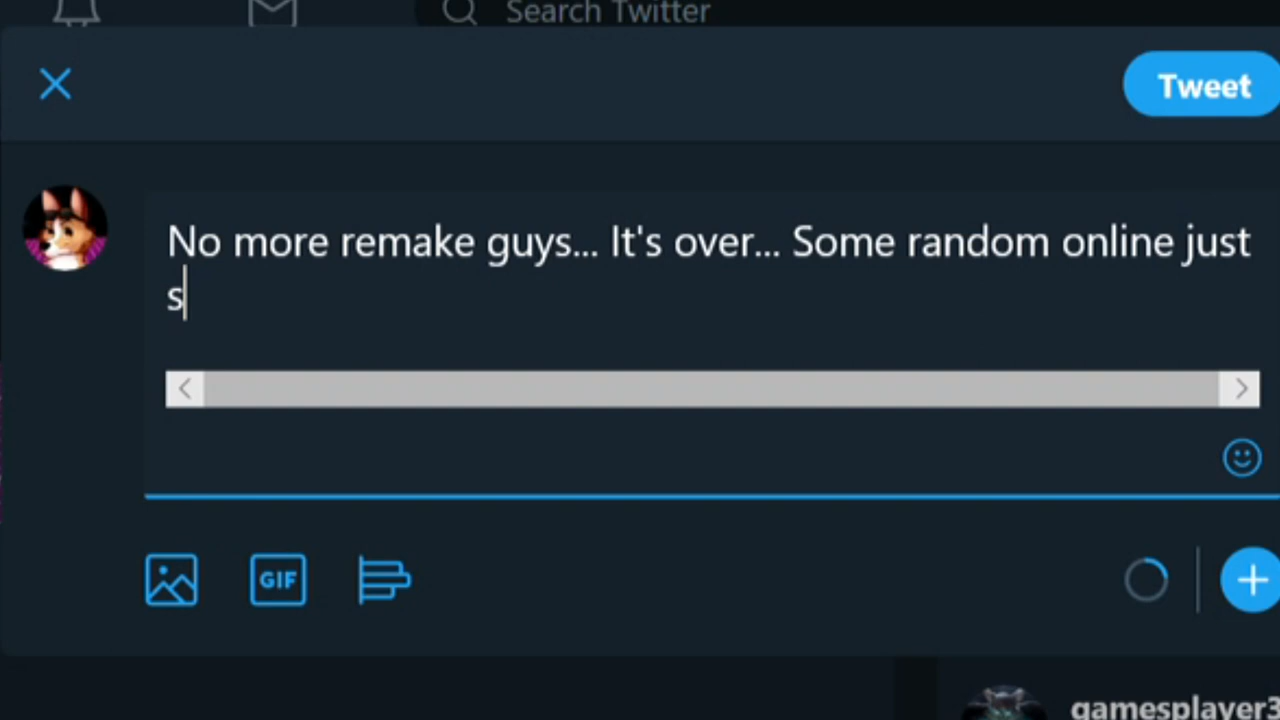 Search Twitter
Tweet
No more remake guys... It's over... Some random online just
s
GIF
gamesplayer3